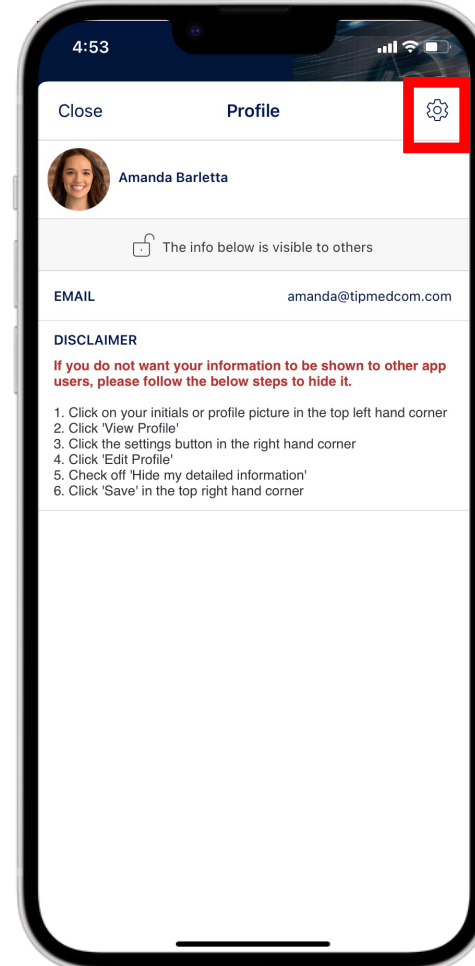 4:53
Close Profile
Amanda Barletta
The info below is visible to others
EMAIL amanda@tipmedcom.com
DISCLAIMER
If you do not want your information to be shown to other app
users, please follow the below steps to hide it.
1. Click on your initials or profile picture in the top left hand corner
2. Click 'View Profile'
3. Click the settings button in the right hand corner
4. Click 'Edit Profile'
5. Check off 'Hide my detailed information'
6. Click 'Save' in the top right hand corner